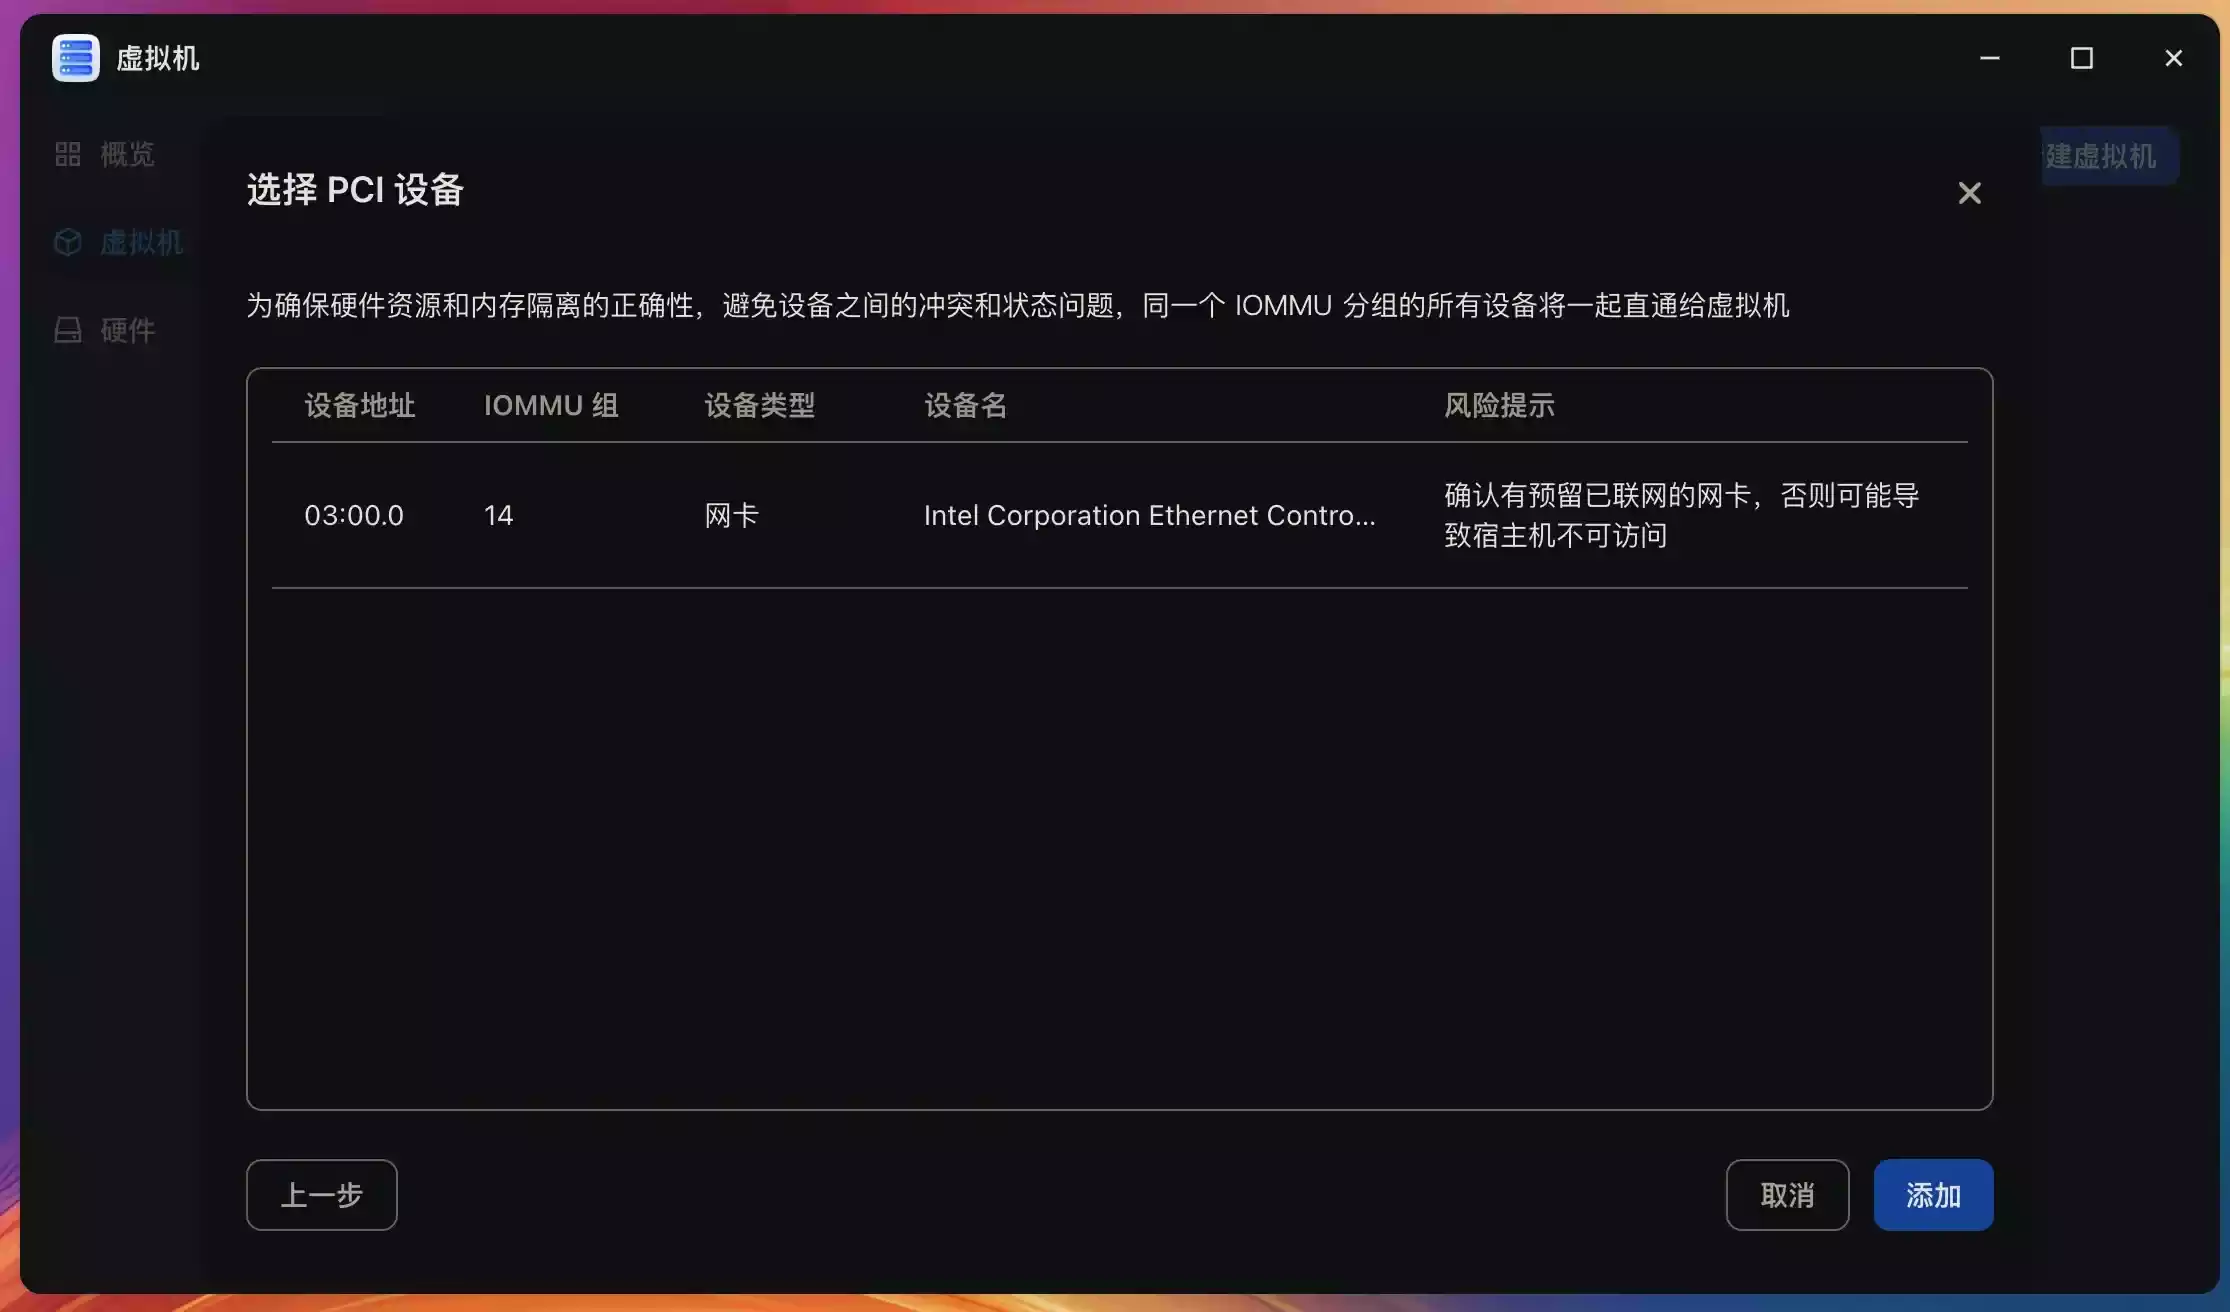 虚拟机
概览
虚拟机
硬件
建虚拟机
选择 PCI 设备
为确保硬件资源和内存隔离的正确性，避免设备之间的冲突和状态问题，同一个 IOMMU 分组的所有设备将一起直通给虚拟机
设备地址 IOMMU 组 设备类型 设备名 风险提示
03:00.0 14 网卡 Intel Corporation Ethernet Contro... 确认有预留已联网的网卡，否则可能导
致宿主机不可访问
上一步 取消 添加